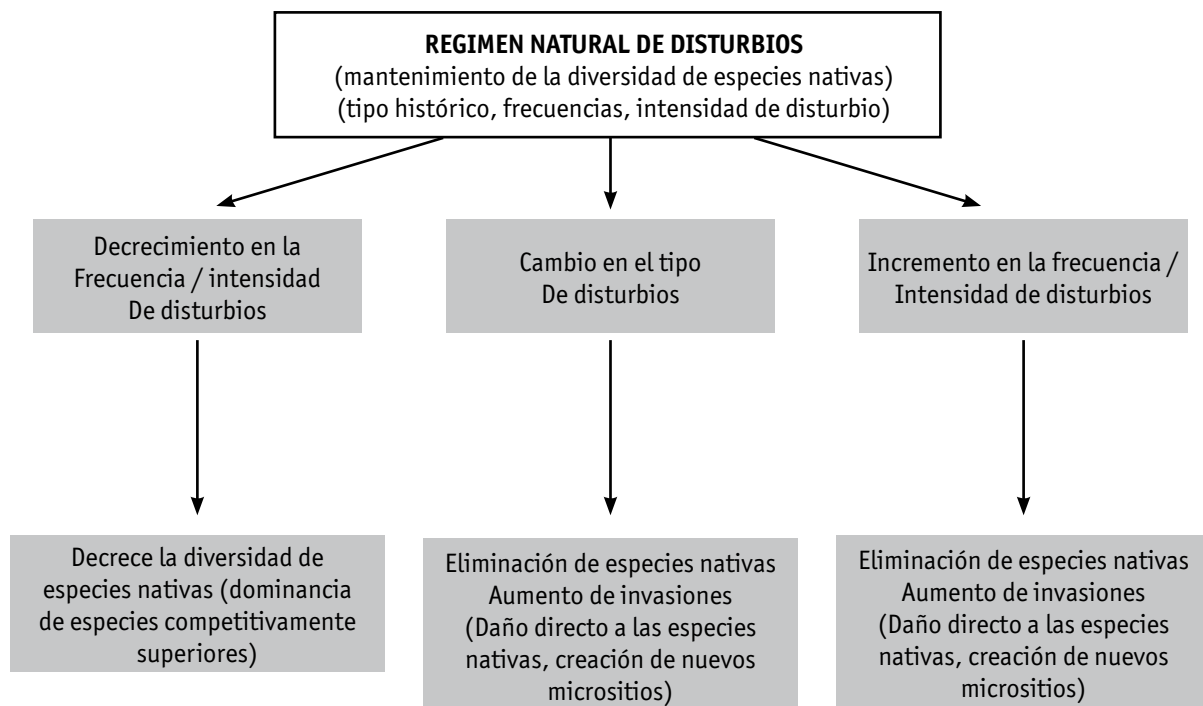 REGIMEN NATURAL DE DISTURBIOS
(mantenimiento de la diversidad de especies nativas)
(tipo histórico, frecuencias, intensidad de disturbio)
Decrecimiento en la
Frecuencia / intensidad
De disturbios
Cambio en el tipo
De disturbios
Incremento en la frecuencia /
Intensidad de disturbios
Decrece la diversidad de
especies nativas (dominancia
de especies competitivamente
superiores)
Eliminación de especies nativas
Aumento de invasiones
(Daño directo a las especies
nativas, creación de nuevos
micrositios)
Eliminación de especies nativas
Aumento de invasiones
(Daño directo a las especies
nativas, creación de nuevos
micrositios)